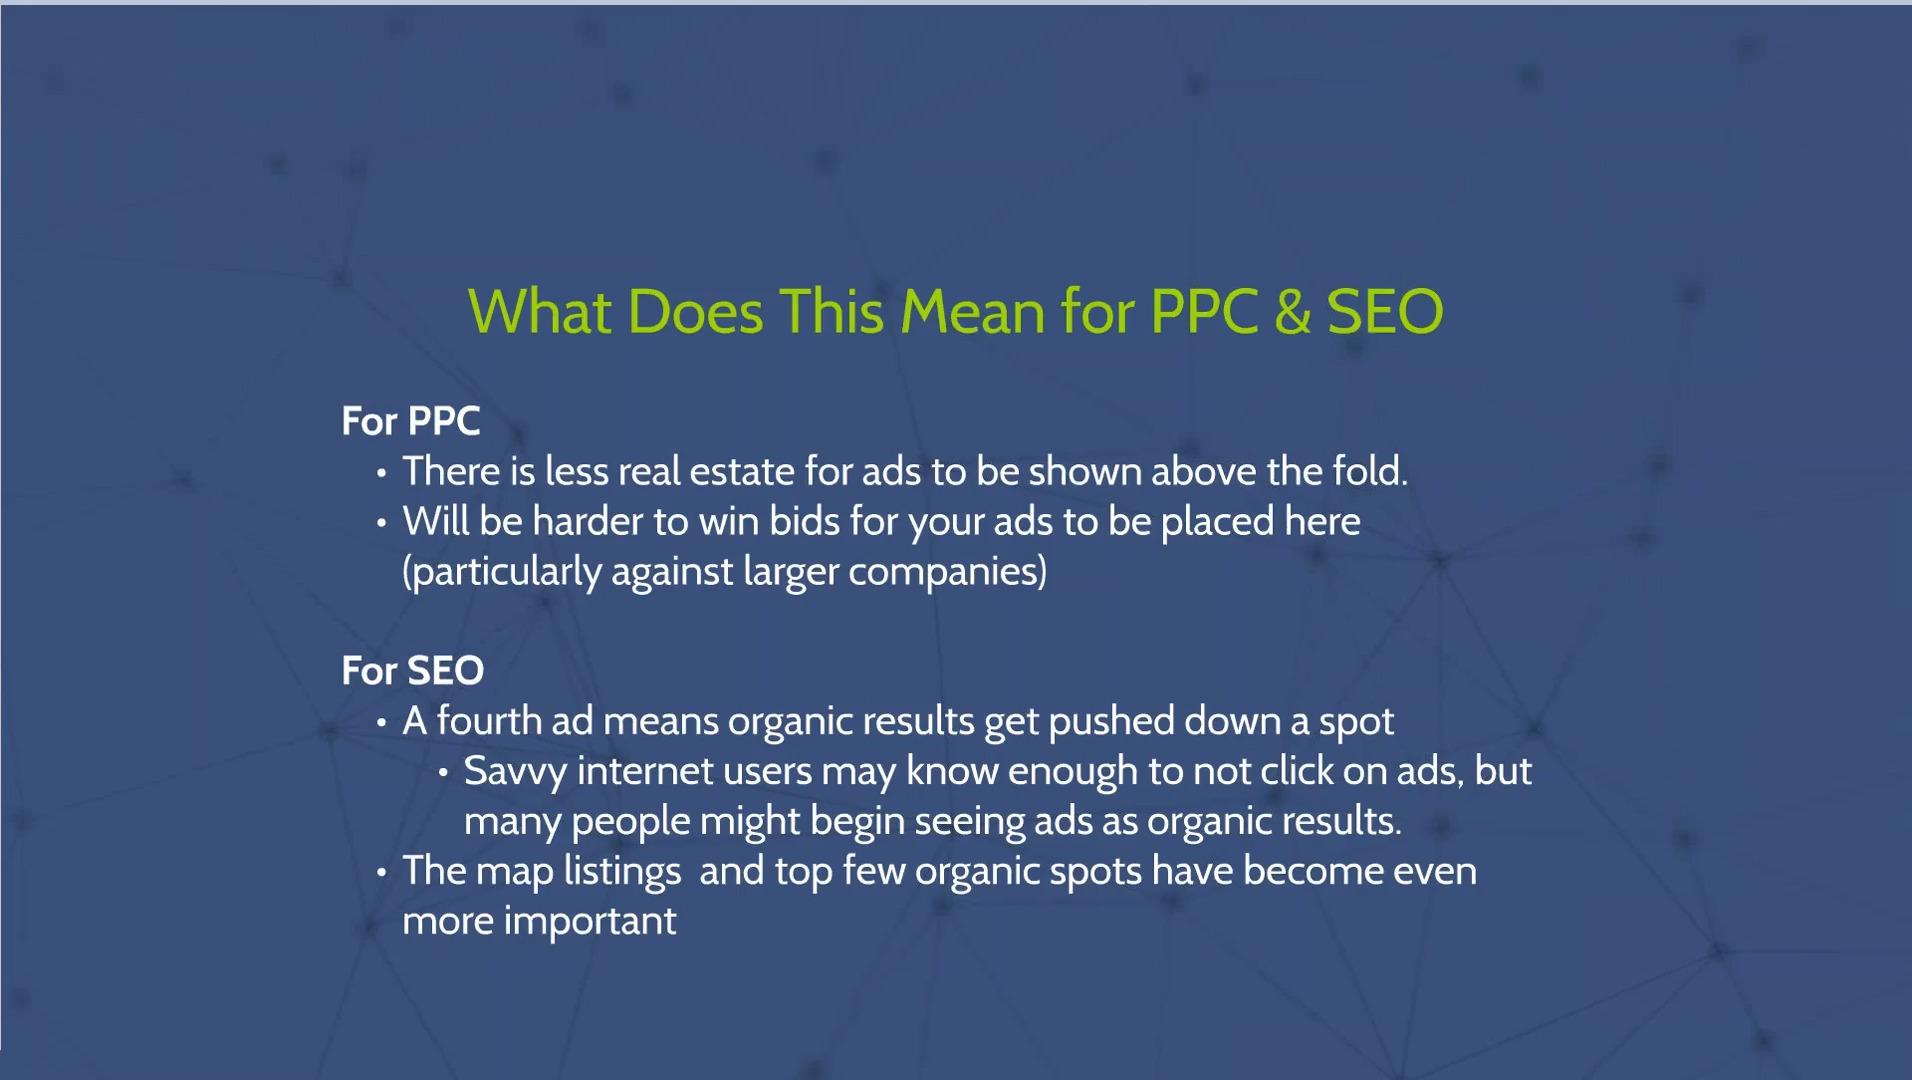 What Does This Mean for PPC & SEO
For PPC
• There is less real estate for ads to be shown above the fold.
• Will be harder to win bids for your ads to be placed here
(particularly against larger companies)
For SEO
• A fourth ad means organic results get pushed down a spot
• Savvy internet users may know enough to not click on ads, but
many people might begin seeing ads as organic results.
• The map listings  and top few organic spots have become even
more important